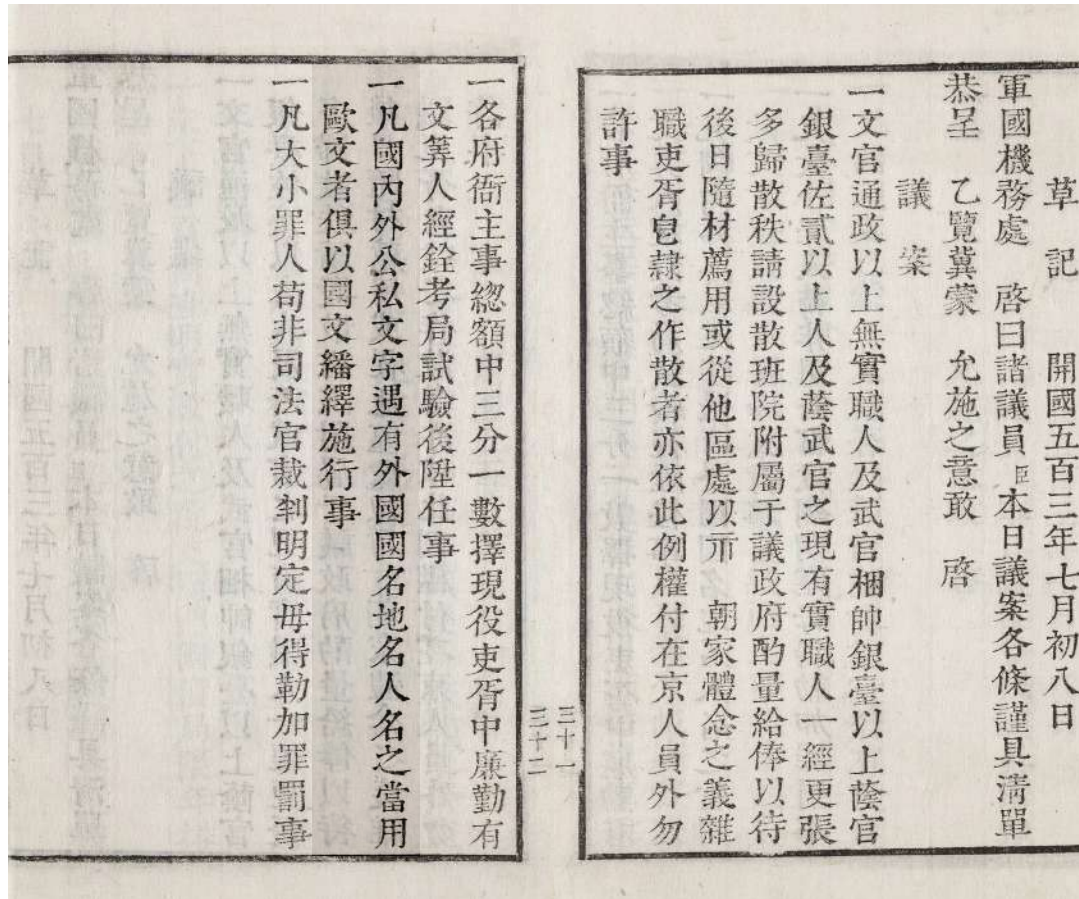 草記　開國五百三年七月初八日
軍國機務處　啓曰諸議員臣本日議案各條謹具淸單
恭呈　乙覽冀蒙　允施之意敢　啓
議案
一文官通政以上無實職人及武官梱帥銀臺以上蔭官
銀臺佐貳以上人及蔭武官之現有實職人一經更張
多歸散秩請設散班院附屬于議政府酌量給俸以待
後日隨材薦用或從他區處以示　朝家體念之義雜
職吏胥皀隸之作散者亦依此例權付在京人員外勿
許事
三十一
三十二
一各府衙主事總額中三分一數擇現役吏胥中廉勤有
文筭人經銓考局試驗後陞任事
一凡國內外公私文字遇有外國國名地名人名之當用
歐文者俱以國文繙繹施行事
一凡大小罪人苟非司法官裁判明定毋得勒加罪罰事